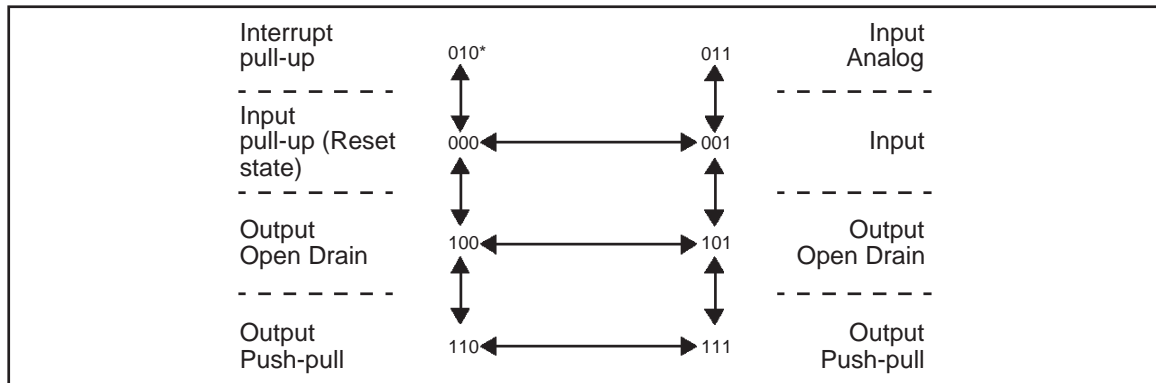 Interrupt
pull-up
010*
011
Input
Analog
Input
pull-up (Reset
state)
000
001
Input
Output
Open Drain
100
101
Output
Open Drain
Output
Push-pull
110
111
Output
Push-pull